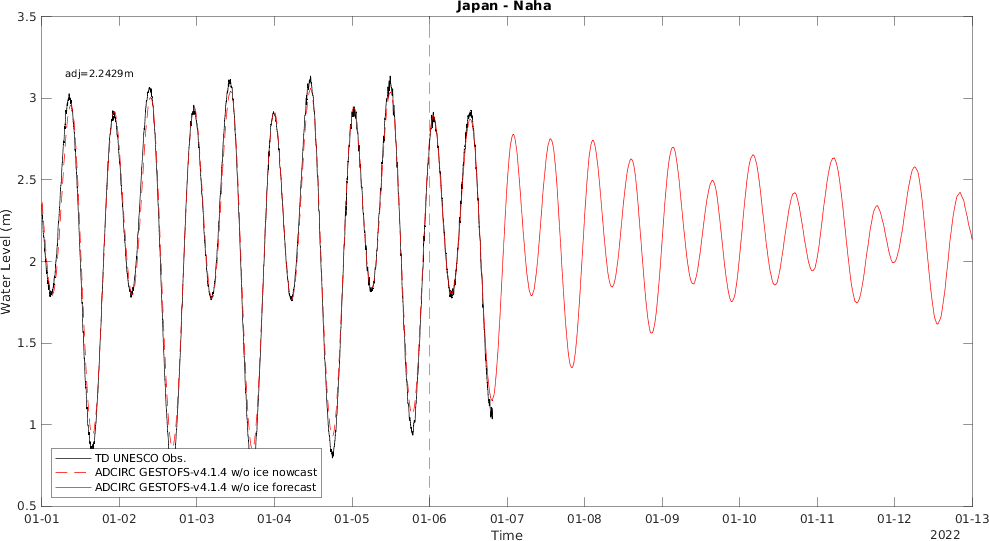 Japan - Naha
3.5
3
2.5
2
1.5
1
0.5
Water Level (m)
adj=2.2429m
TD UNESCO Obs.
ADCIRC GESTOFS-v4.1.4 w/o ice nowcast
ADCIRC GESTOFS-v4.1.4 w/o ice forecast
01-01 01-02 01-03 01-04 01-05 01-06 01-07 01-08 01-09 01-10 01-11 01-12 01-13
Time
2022